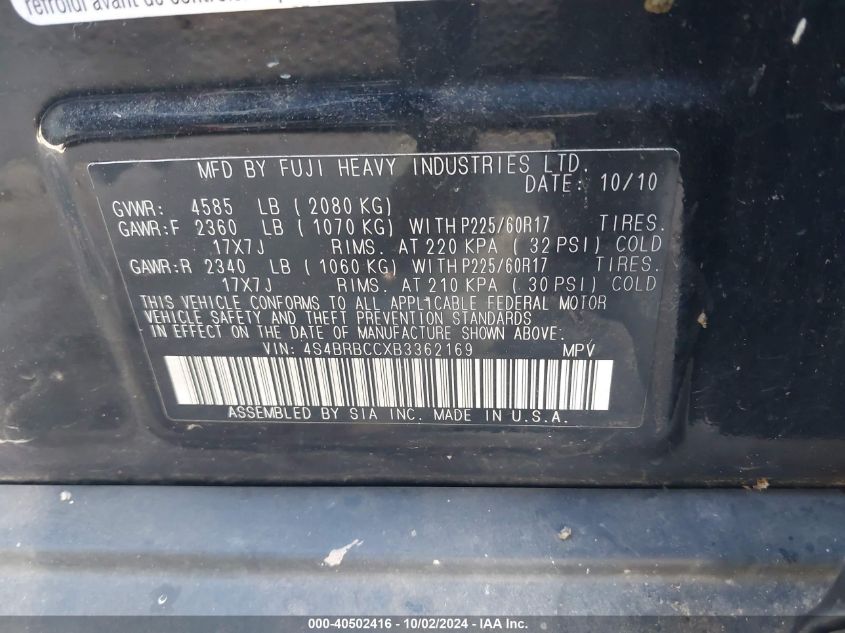 refroidi avant de
MFD BY FUJI HEAVY INDUSTRIES LTD.
DATE: 10/10
GVWR: 4585 LB ( 2080 KG)
GAWR:F 2360 LB ( 1070 KG) WITH P225/60R17 TIRES.
17X7J RIMS. AT 220 KPA ( 32 PSI) COLD
GAWR:R 2340 LB ( 1060 KG) WITH P225/60R17 TIRES.
17X7J RIMS. AT 210 KPA ( 30 PSI) COLD
THIS VEHICLE CONFORMS TO ALL APPLICABLE FEDERAL MOTOR
VEHICLE SAFETY AND THEFT PREVENTION STANDARDS
IN EFFECT ON THE DATE OF MANUFACTURE SHOWN ABOVE:
VIN: 4S4BRBCCXB3362169 MPV
ASSEMBLED BY SIA INC. MADE IN U.S.A.
000-40502416 - 10/02/2024 - IAA Inc.